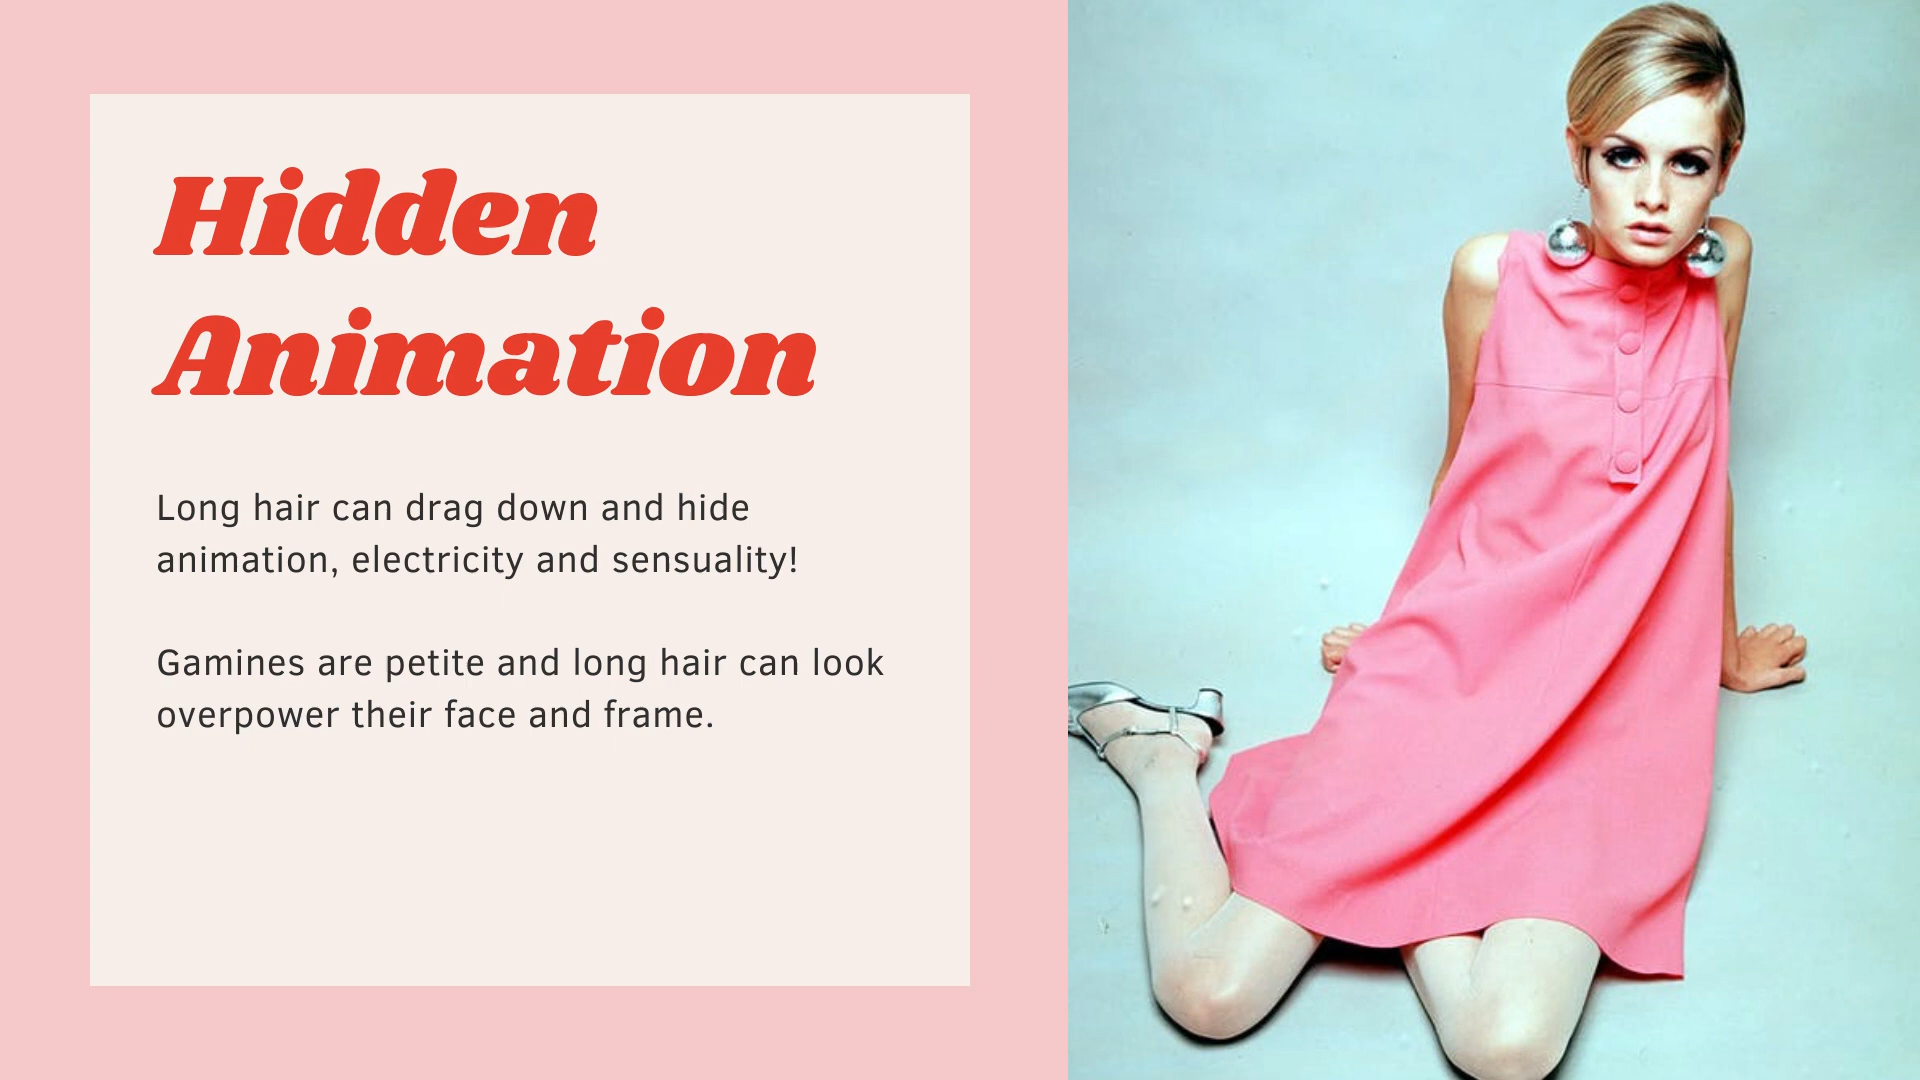 Hidden
Animation
Long hair can drag down and hide
animation, electricity and sensuality!
Gamines are petite and long hair can look
overpower their face and frame.